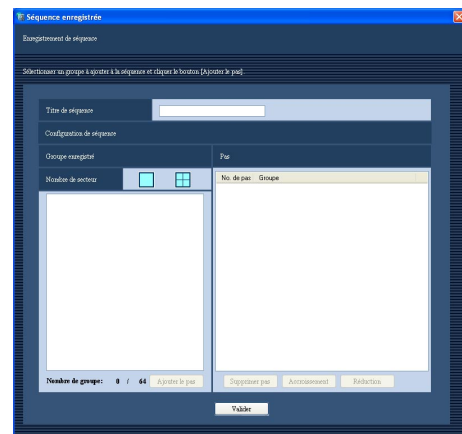 Séquence enregistrée
Enregistrement de séquence
Sélectionner un groupe à ajouter à la séquence et cliquer le bouton [Ajouter le pas].
Titre de séquence
Configuration de séquence
Groupe enregistré Pas
Nombre de secteur No. de pas Groupe
Nombre de groupe: 0 / 64 Ajouter le pas Supprimer pas Accroissement Réduction
Valider